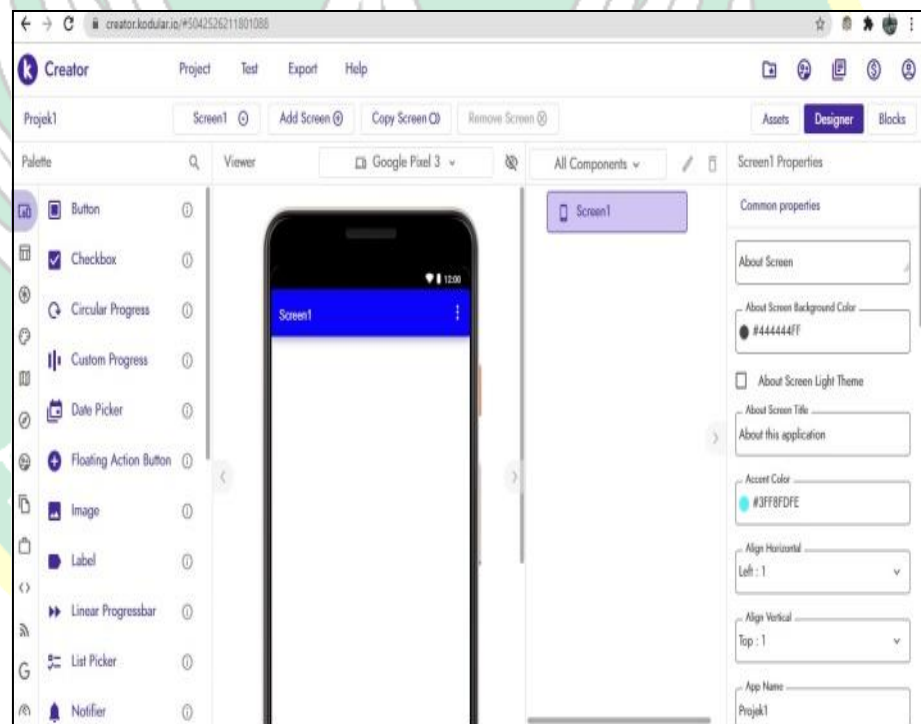 creator.kodular.io/#5042526211801088
Creator Project Test Export Help
Projek1 Screen1 Add Screen Copy Screen Remove Screen Assets Designer Blocks
Palette Viewer Google Pixel 3 All Components Screen1 Properties
Button
Checkbox
Circular Progress
Custom Progress
Date Picker
Floating Action Button
Image
Label
Linear Progressbar
List Picker
Notifier
12:00
Screen1
Screen1
Common properties
About Screen
About Screen Background Color
#444444FF
About Screen Light Theme
About Screen Title
About this application
Accent Color
#3FF8FDFE
Align Horizontal
Left : 1
Align Vertical
Top : 1
App Name
Projek1